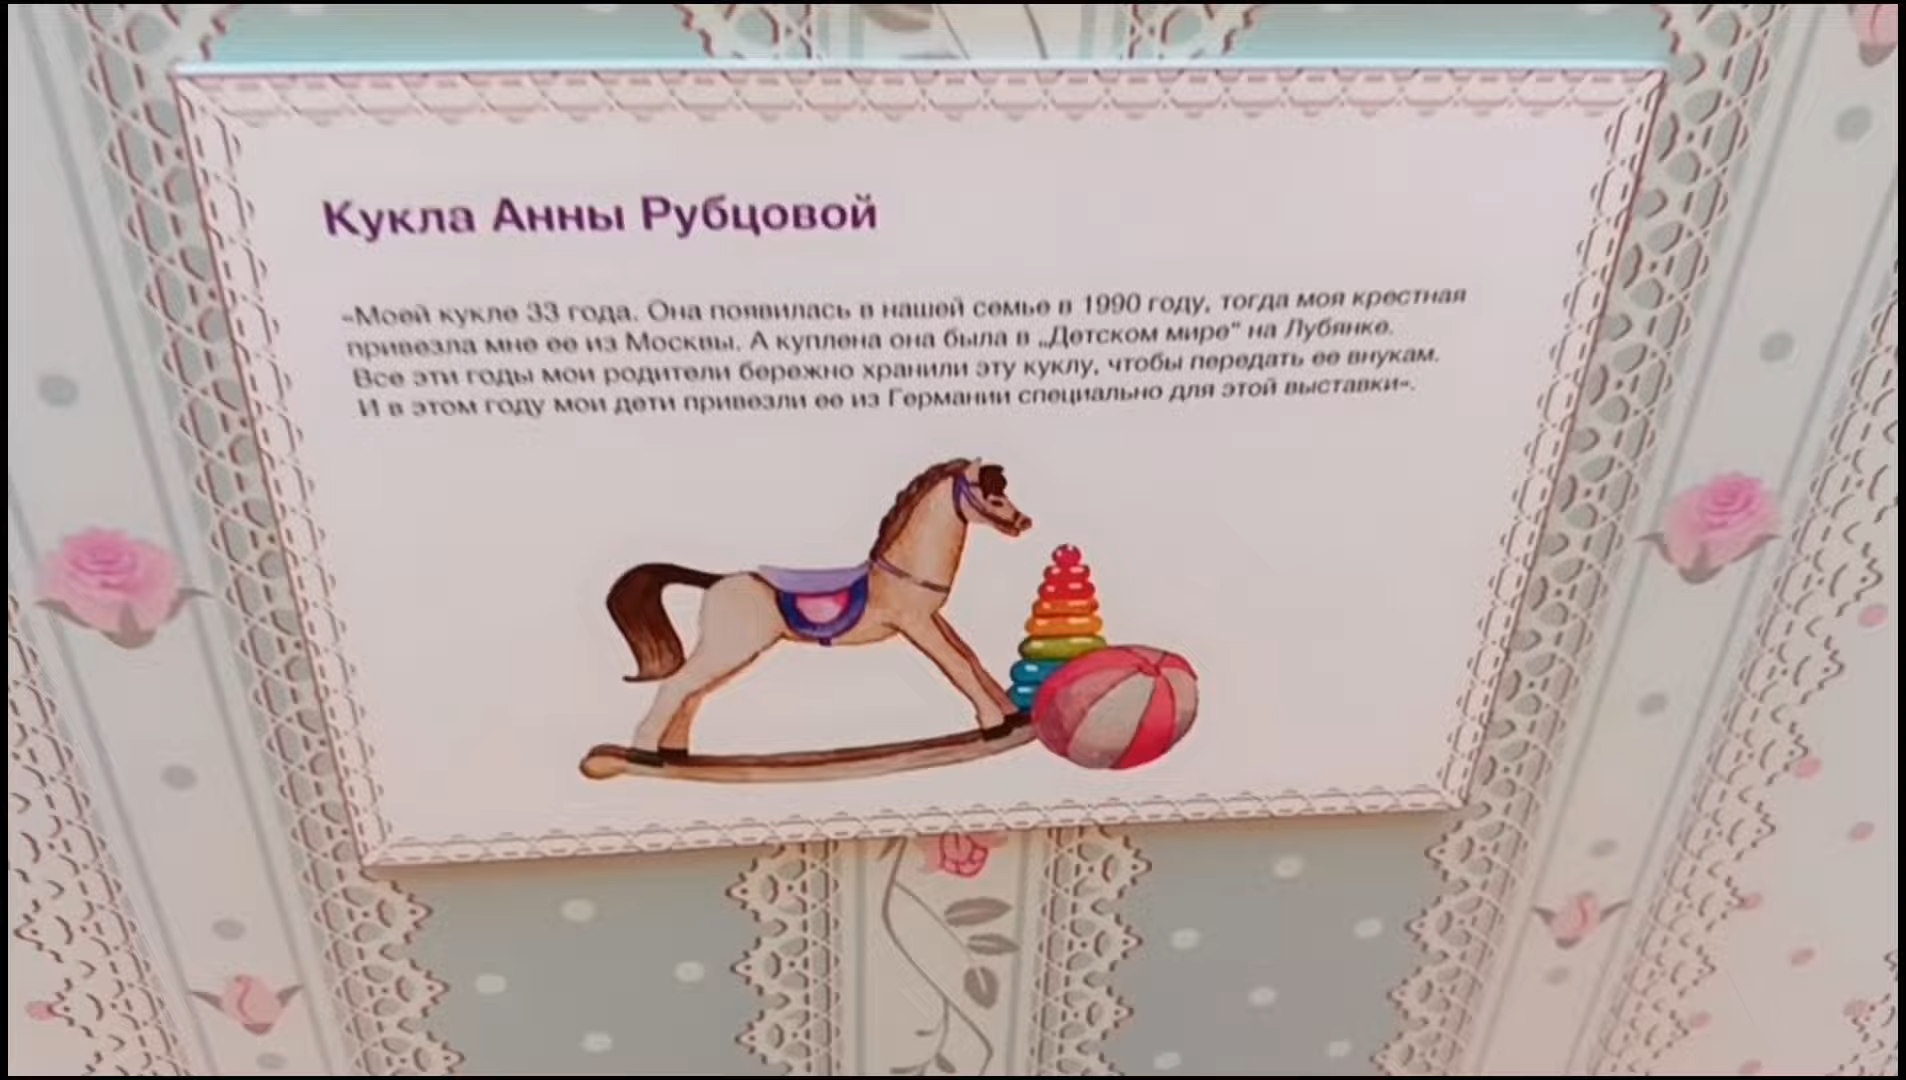 Кукла Анны Рубцовой
«Моей кукле 33 года. Она появилась в нашей семье в 1990 году, тогда моя крестная
привезла мне ее из Москвы. А куплена она была в „Детском мире“ на Лубянке.
Все эти годы мои родители бережно хранили эту куклу, чтобы передать ее внукам.
И в этом году мои дети привезли ее из Германии специально для этой выставки».